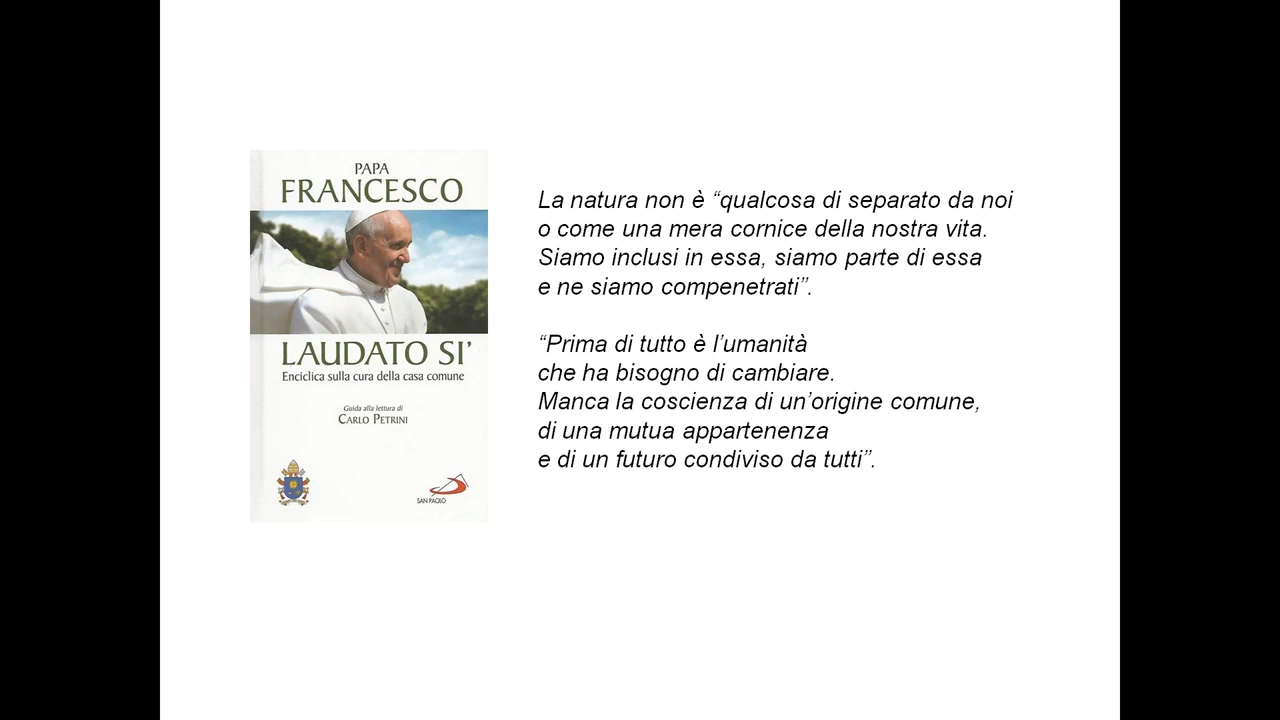 PAPA
FRANCESCO
LAUDATO SI’
Enciclica sulla cura della casa comune
Guida alla lettura di
CARLO PETRINI
SAN PAOLO
La natura non è “qualcosa di separato da noi
o come una mera cornice della nostra vita.
Siamo inclusi in essa, siamo parte di essa
e ne siamo compenetrati”.
“Prima di tutto è l’umanità
che ha bisogno di cambiare.
Manca la coscienza di un’origine comune,
di una mutua appartenenza
e di un futuro condiviso da tutti”.